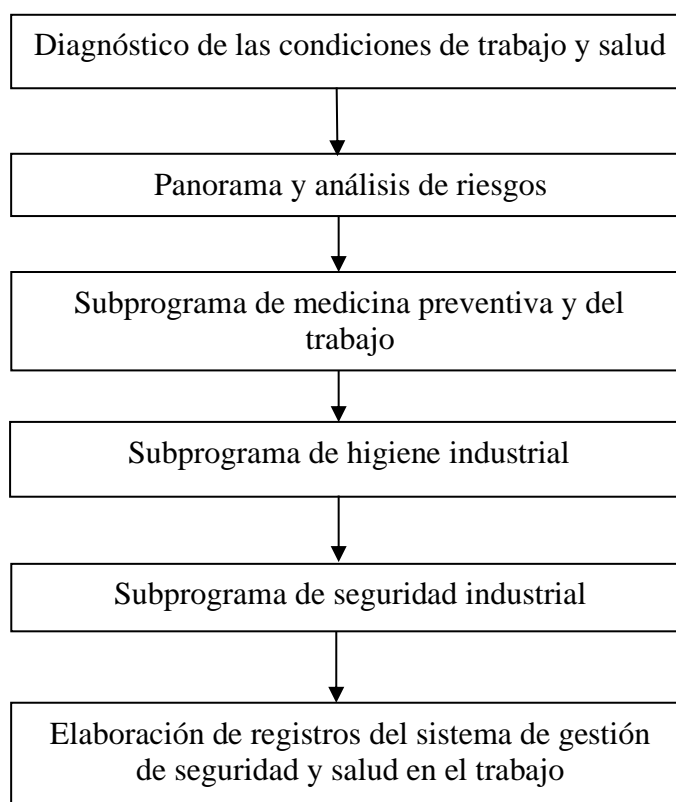 Diagnóstico de las condiciones de trabajo y salud
Panorama y análisis de riesgos
Subprograma de medicina preventiva y del
trabajo
Subprograma de higiene industrial
Subprograma de seguridad industrial
Elaboración de registros del sistema de gestión
de seguridad y salud en el trabajo